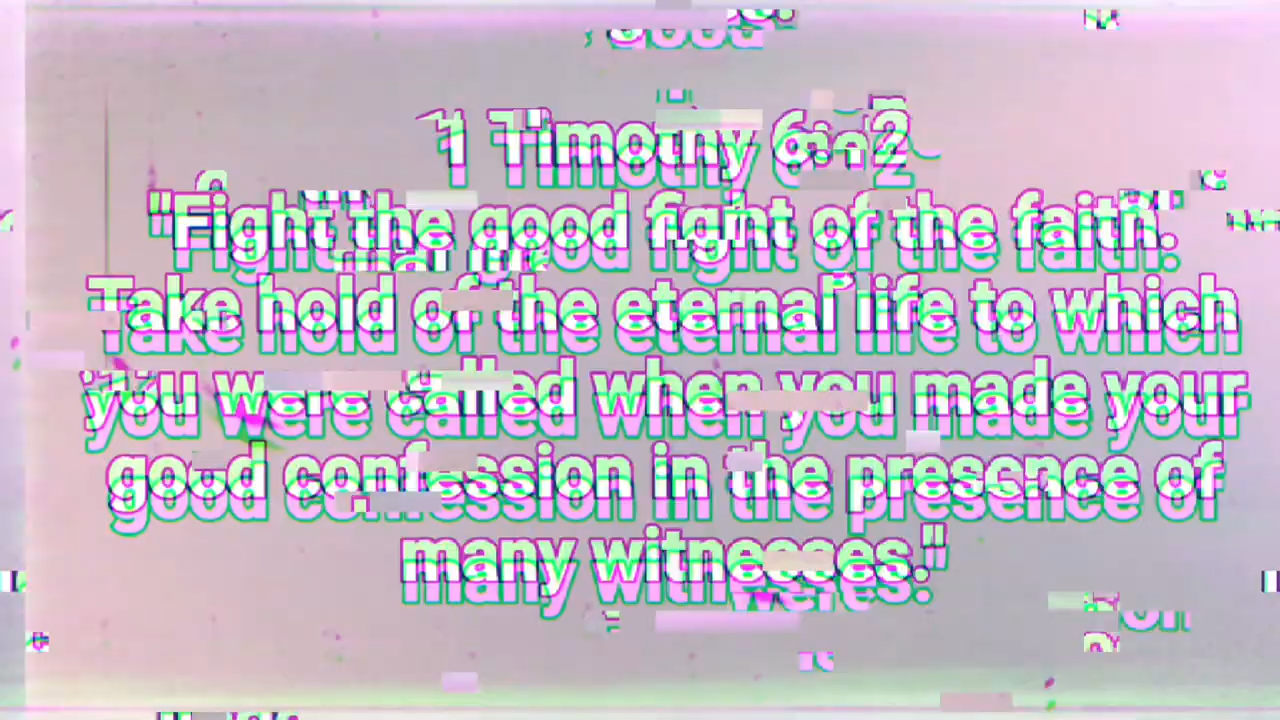 1 Timothy 6:12
"Fight the good fight of the faith.
Take hold of the eternal life to which
you were called when you made your
good confession in the presence of
many witnesses."